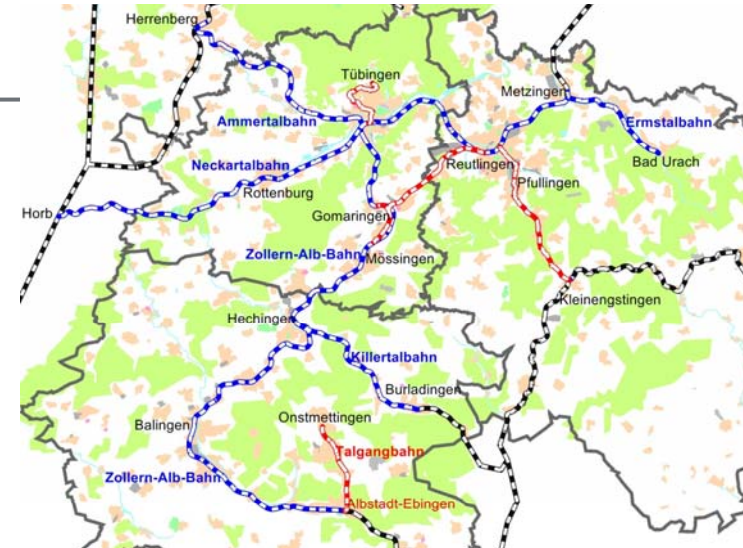 Herrenberg
Tübingen
Metzingen
Ammertalbahn
Ermstalbahn
Neckartalbahn
Reutlingen
Bad Urach
Rottenburg
Pfullingen
Horb
Gomaringen
Zollern-Alb-Bahn
Mössingen
Kleinengstingen
Hechingen
Killertalbahn
Burladingen
Onstmettingen
Balingen
Talgangbahn
Zollern-Alb-Bahn
Albstadt-Ebingen